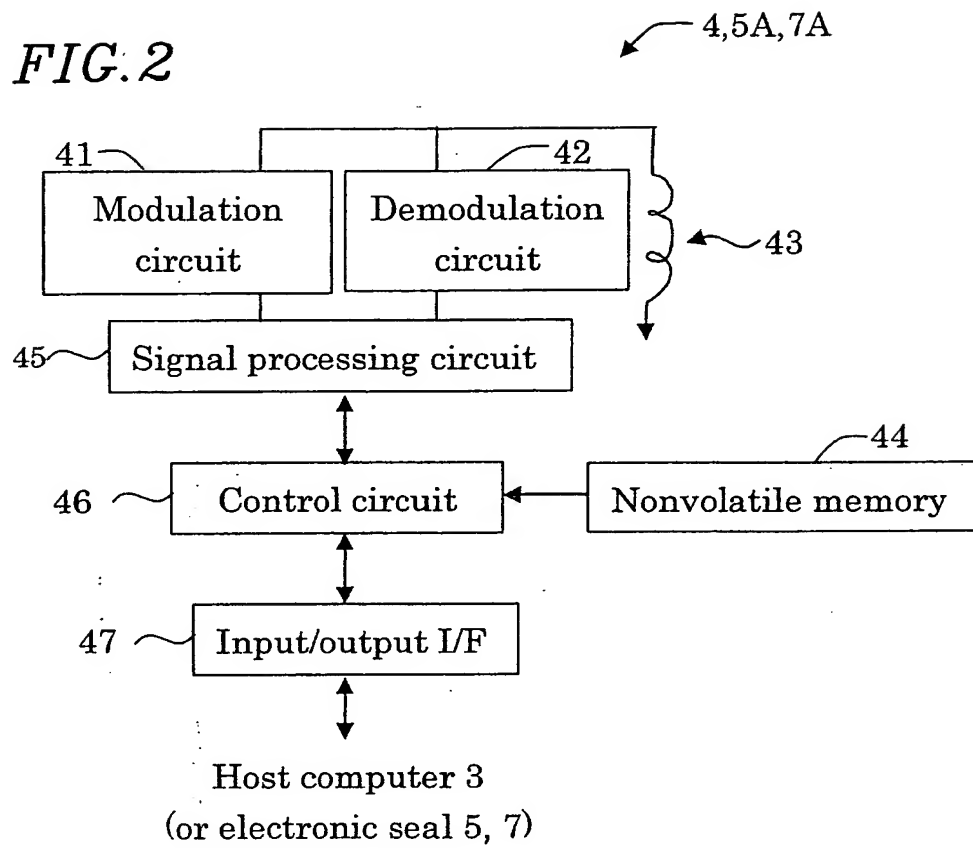 FIG. 2
4,5A,7A
41
42
Modulation
circuit
Demodulation
circuit
43
45
Signal processing circuit
44
46
Control circuit
Nonvolatile memory
47
Input/output I/F
Host computer 3
(or electronic seal 5, 7)